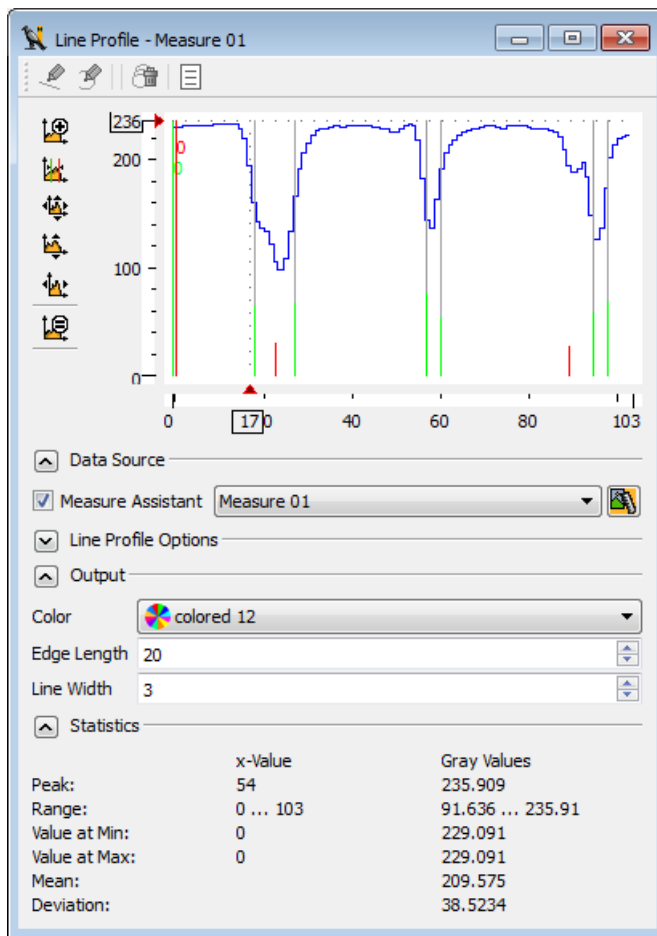 Line Profile - Measure 01
236
200
100
0
0
0
0 17 0 40 60 80 103
Data Source
Measure Assistant Measure 01
Line Profile Options
Output
Color colored 12
Edge Length 20
Line Width 3
Statistics
x-Value Gray Values
Peak: 54 235.909
Range: 0 ... 103 91.636 ... 235.91
Value at Min: 0 229.091
Value at Max: 0 229.091
Mean: 209.575
Deviation: 38.5234